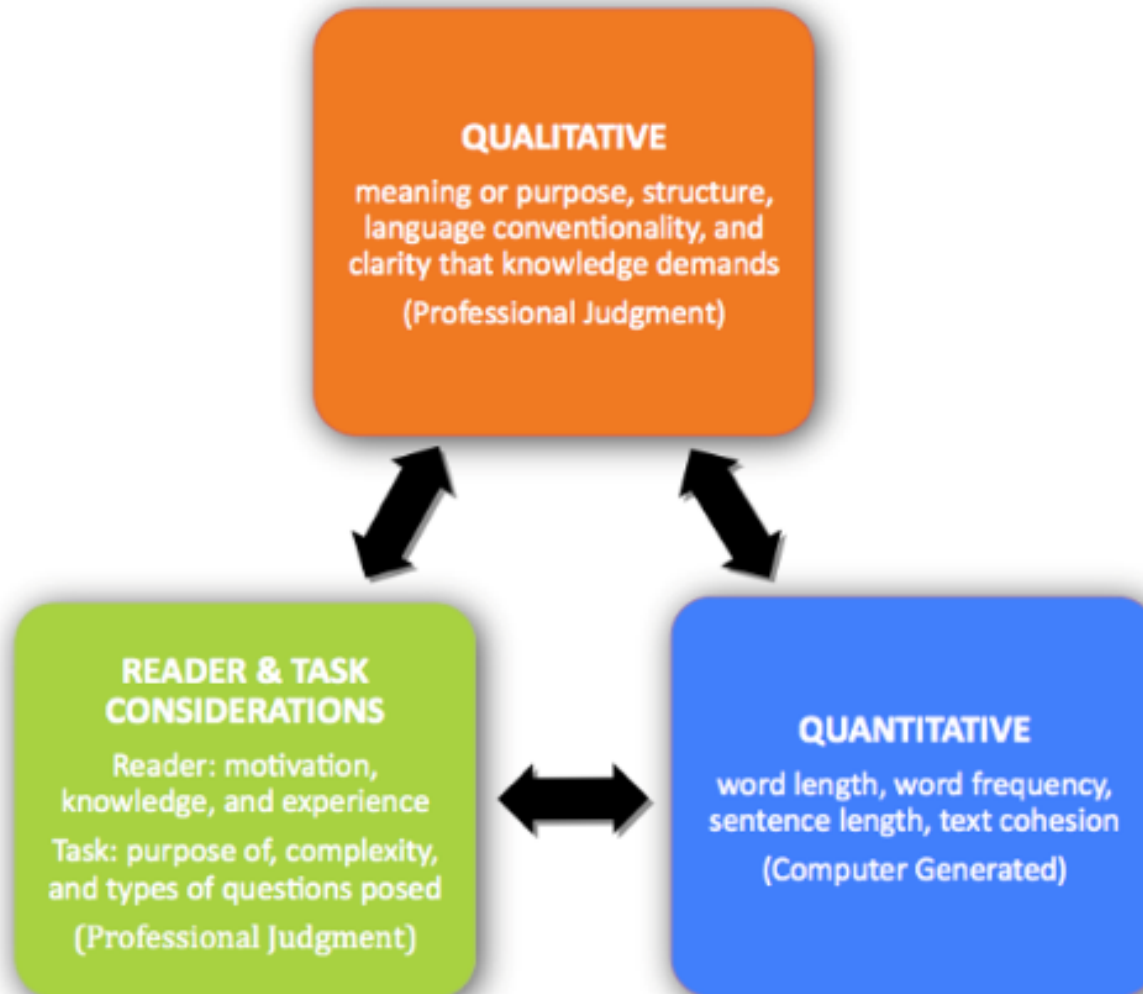 QUALITATIVE
meaning or purpose, structure,
language conventionality, and
clarity that knowledge demands
(Professional Judgment)
READER & TASK
CONSIDERATIONS
Reader: motivation,
knowledge, and experience
Task: purpose of, complexity,
and types of questions posed
(Professional Judgment)
QUANTITATIVE
word length, word frequency,
sentence length, text cohesion
(Computer Generated)